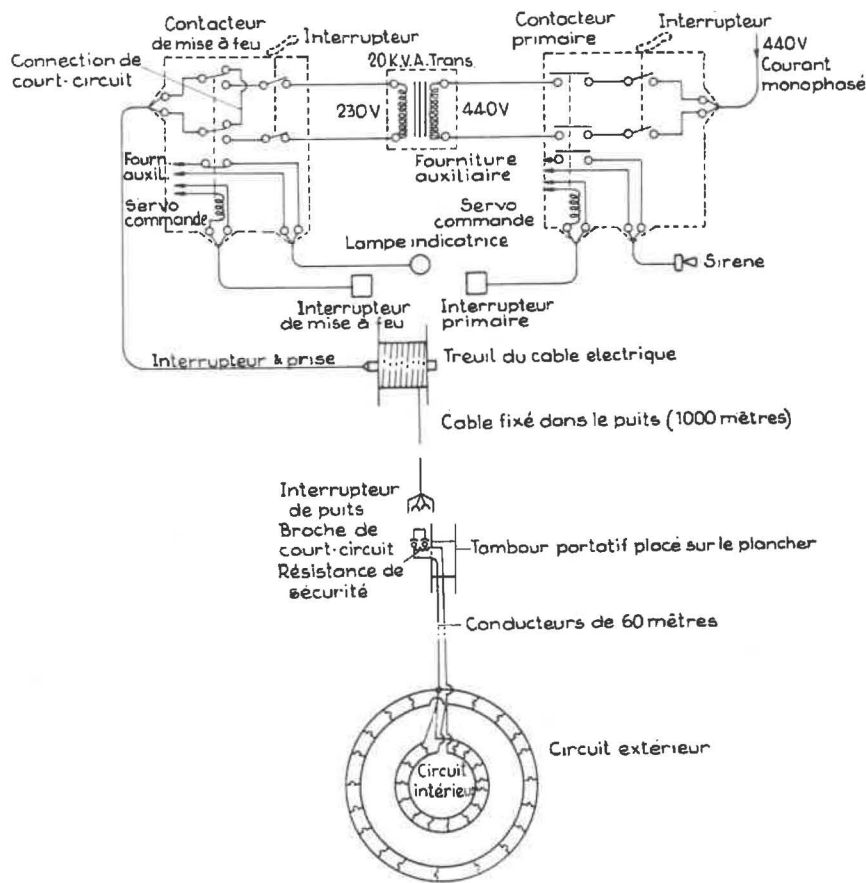 Contacteur
de mise à feu
Interrupteur
Connection de
court-circuit
20 K.V.A. Trans.
230V
440V
Contacteur
primaire
Interrupteur
440V
Courant
monophasé
Fourn.
auxil.
Servo
commande
Fourniture
auxiliaire
Servo
commande
Lampe indicatrice
Sirene
Interrupteur
de mise à feu
Interrupteur
primaire
Interrupteur & prise
Treuil du cable electrique
Cable fixé dans le puits (1000 mêtres)
Interrupteur
de puits
Broche de
court-circuit
Résistance de
sécurité
Tambour portatif placé sur le plancher
Conducteurs de 60 mêtres
Circuit extérieur
Circuit
intérieur